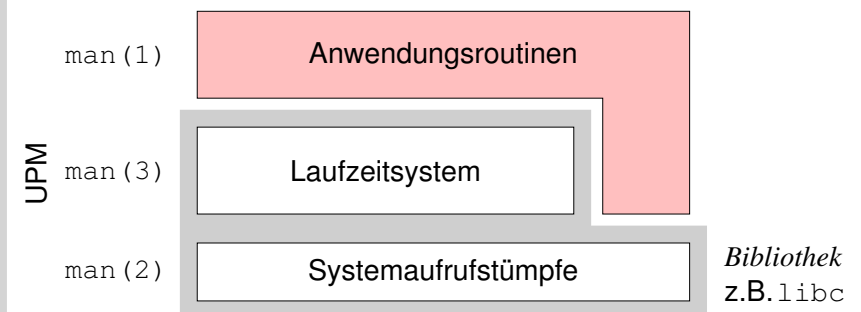 man(1)
Anwendungsroutinen
UPM
man(3)
Laufzeitsystem
man(2)
Systemaufrufstümpfe
Bibliothek
z.B. libc